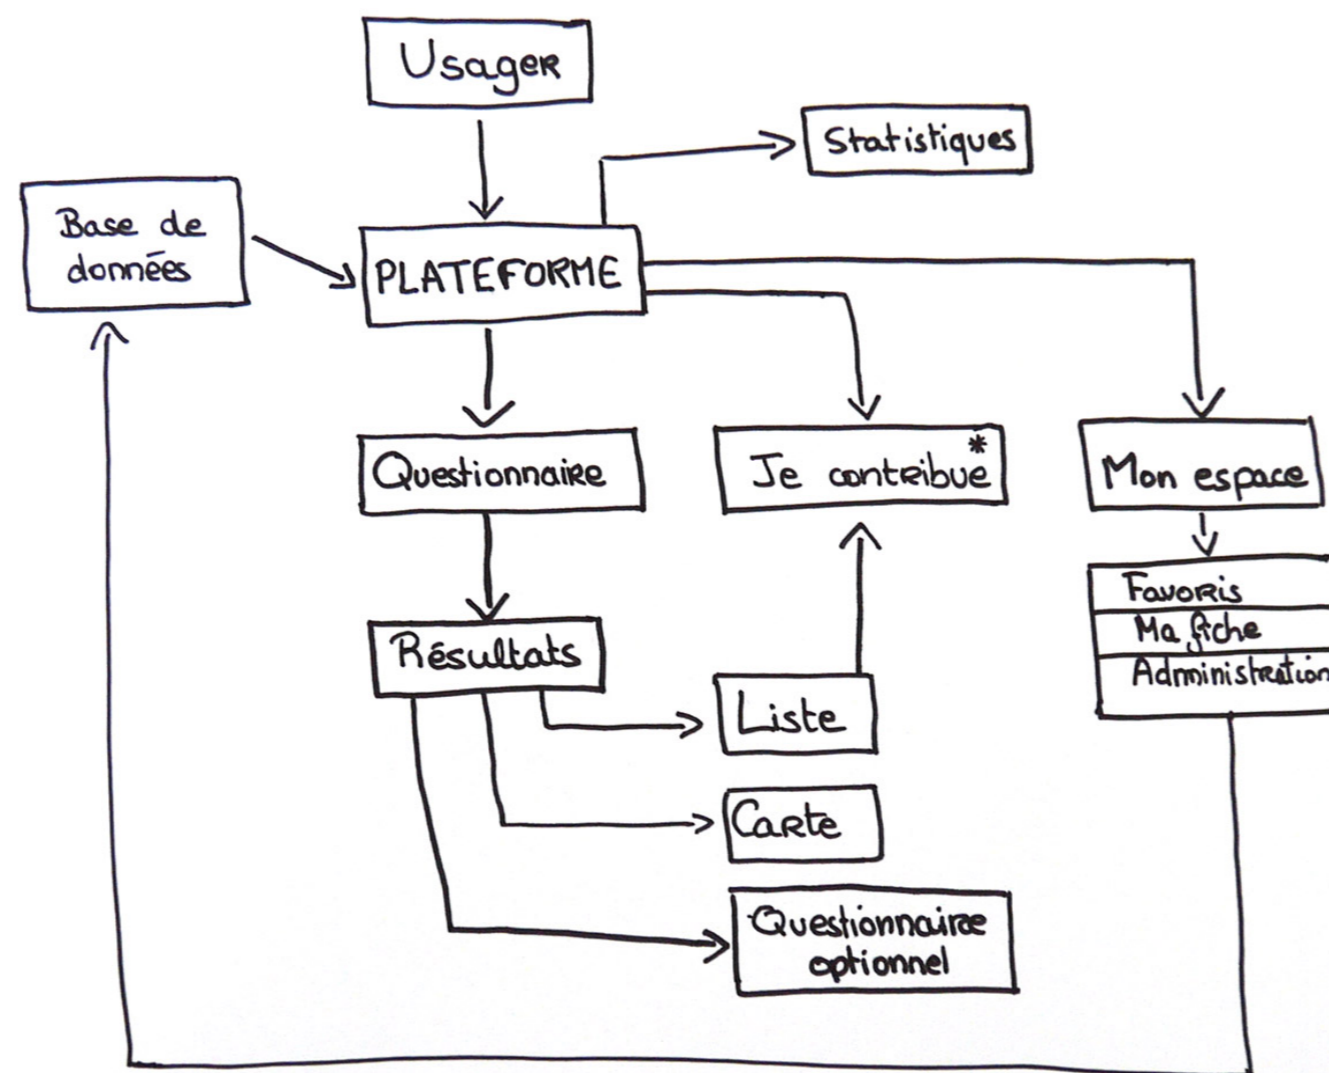 Usager
Statistiques
Base de
données
PLATEFORME
Questionnaire
Je contribue*
Mon espace
Favoris
Ma fiche
Administration
Résultats
Liste
Carte
Questionnaire
optionnel